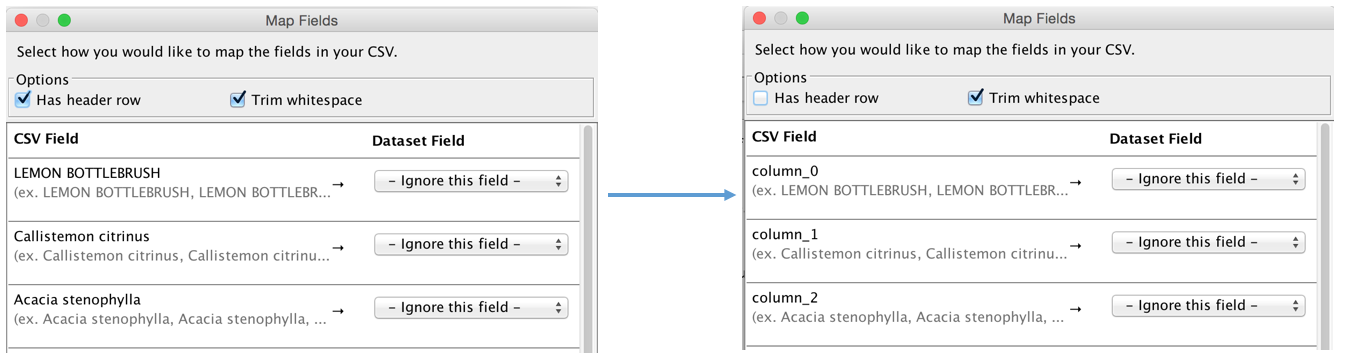 Map Fields
Select how you would like to map the fields in your CSV.
Options
Has header row
Trim whitespace
CSV Field
Dataset Field
LEMON BOTTLEBRUSH
(ex. LEMON BOTTLEBRUSH, LEMON BOTTLEBR... →
– Ignore this field –
Callistemon citrinus
(ex. Callistemon citrinus, Callistemon citrinu... →
– Ignore this field –
Acacia stenophylla
(ex. Acacia stenophylla, Acacia stenophylla, ... →
– Ignore this field –
Map Fields
Select how you would like to map the fields in your CSV.
Options
Has header row
Trim whitespace
CSV Field
Dataset Field
column_0
(ex. LEMON BOTTLEBRUSH, LEMON BOTTLEBR... →
– Ignore this field –
column_1
(ex. Callistemon citrinus, Callistemon citrinu... →
– Ignore this field –
column_2
(ex. Acacia stenophylla, Acacia stenophylla, ... →
– Ignore this field –